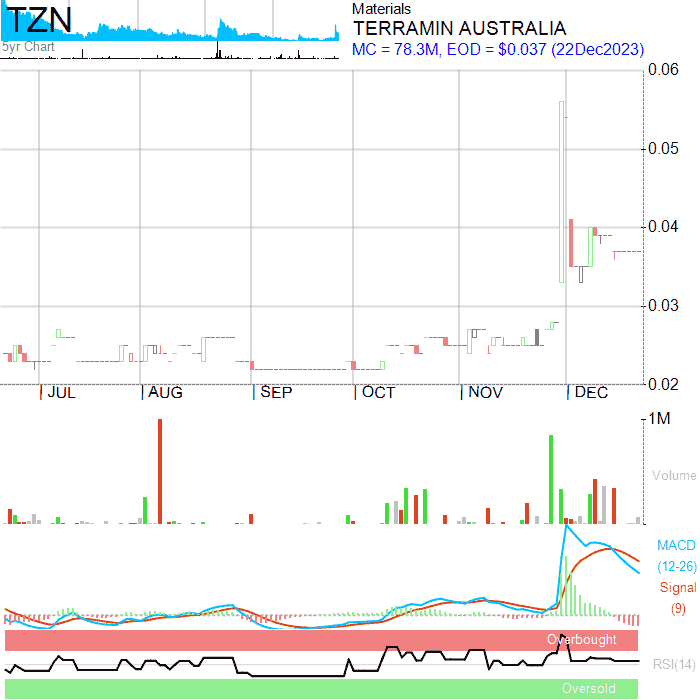 TZN
5yr Chart
Materials
TERRAMIN AUSTRALIA
MC = 78.3M, EOD = $0.037 (22Dec2023)
0.06
0.05
0.04
0.03
0.02
JUL AUG SEP OCT NOV DEC
1M
Volume
MACD
(12-26)
Signal
(9)
Overbought
RSI(14)
Oversold